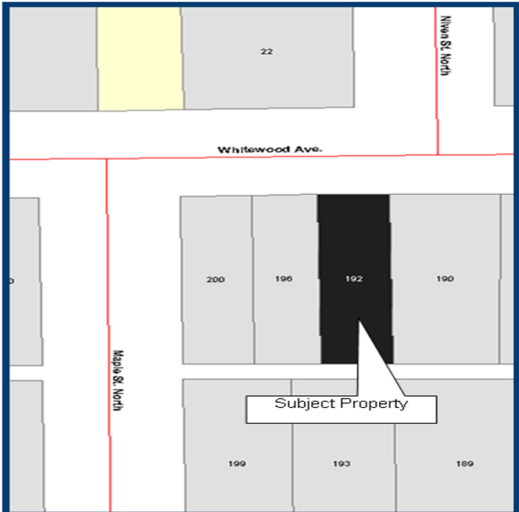 22
Niven St. North
Whitewood Ave.
200
196
192
190
Maple St. North
Subject Property
199
193
189